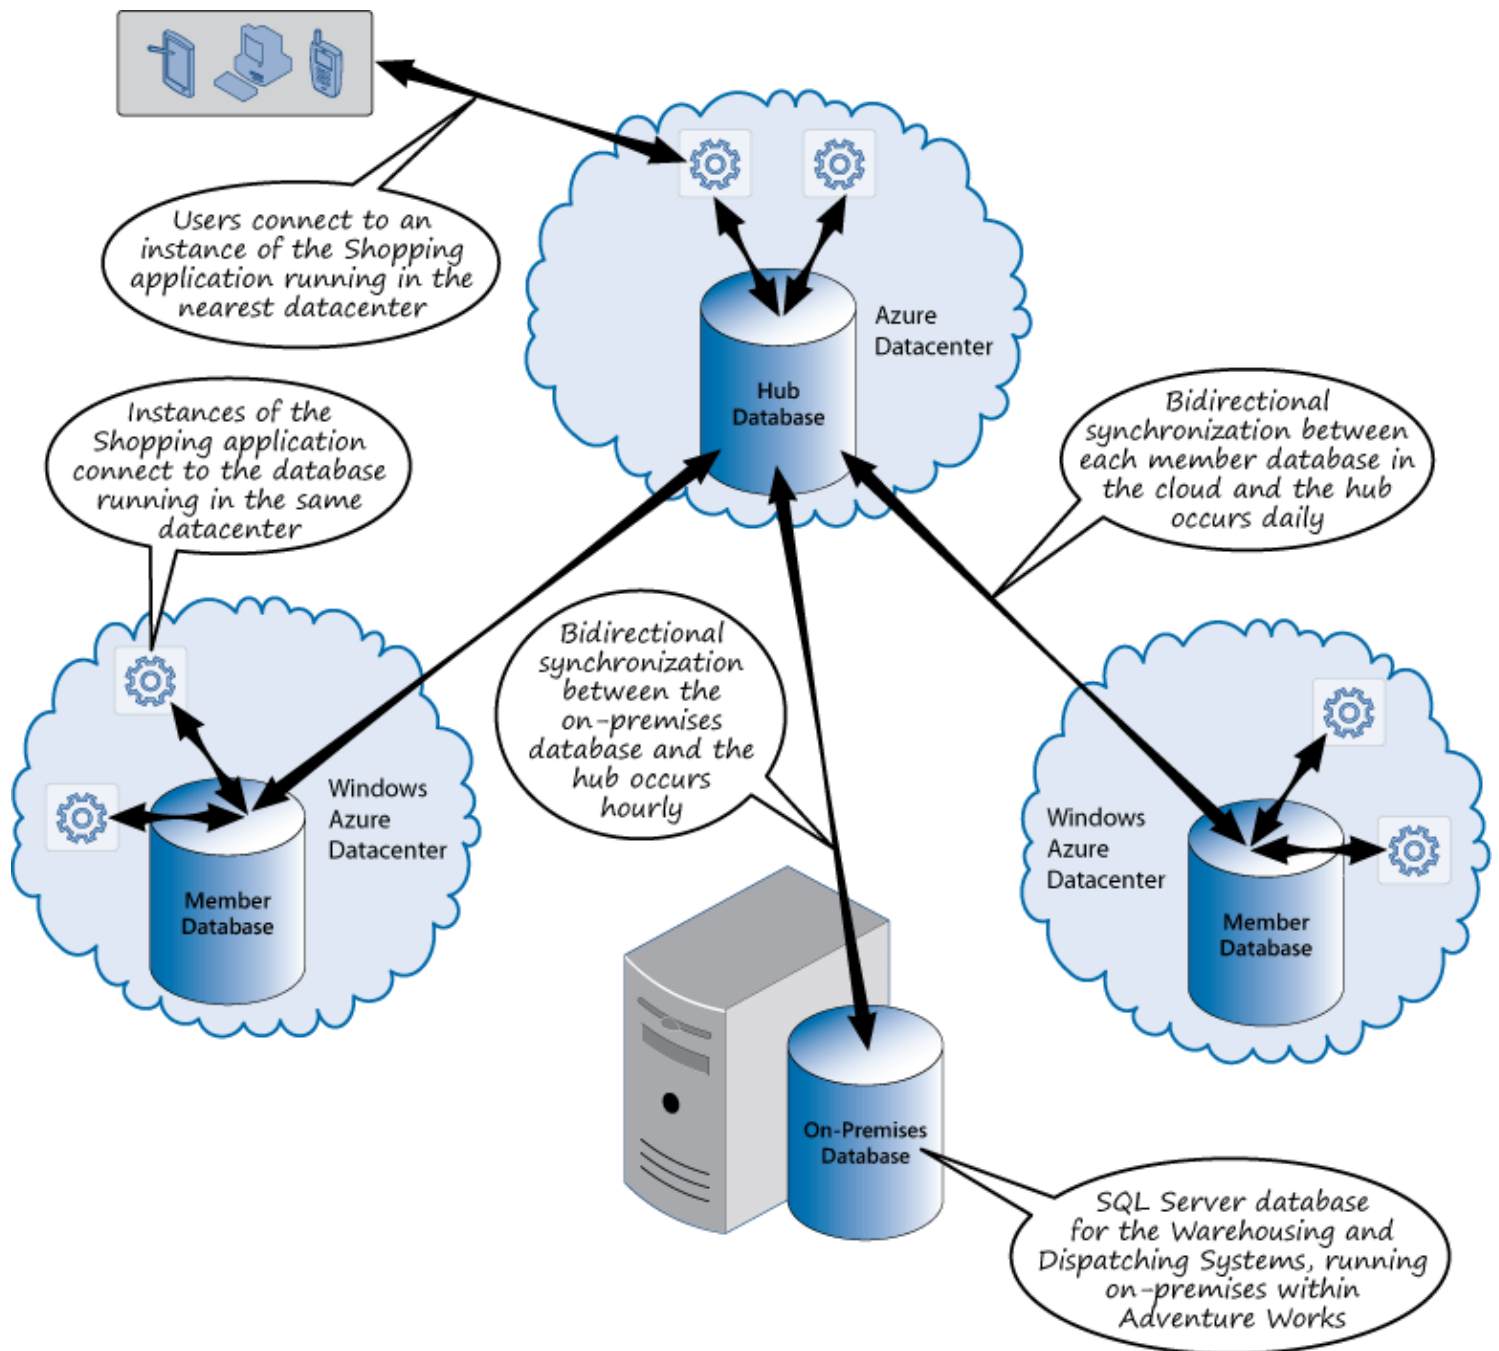 Users connect to an
instance of the Shopping
application running in the
nearest datacenter
Azure
Datacenter
Hub
Database
Instances of the
Shopping application
connect to the database
running in the same
datacenter
Bidirectional
synchronization between
each member database in
the cloud and the hub
occurs daily
Bidirectional
synchronization
between the
on-premises
database and the
hub occurs
hourly
Windows
Azure
Datacenter
Member
Database
Windows
Azure
Datacenter
Member
Database
On-Premises
Database
SQL Server database
for the Warehousing and
Dispatching Systems, running
on-premises within
Adventure Works